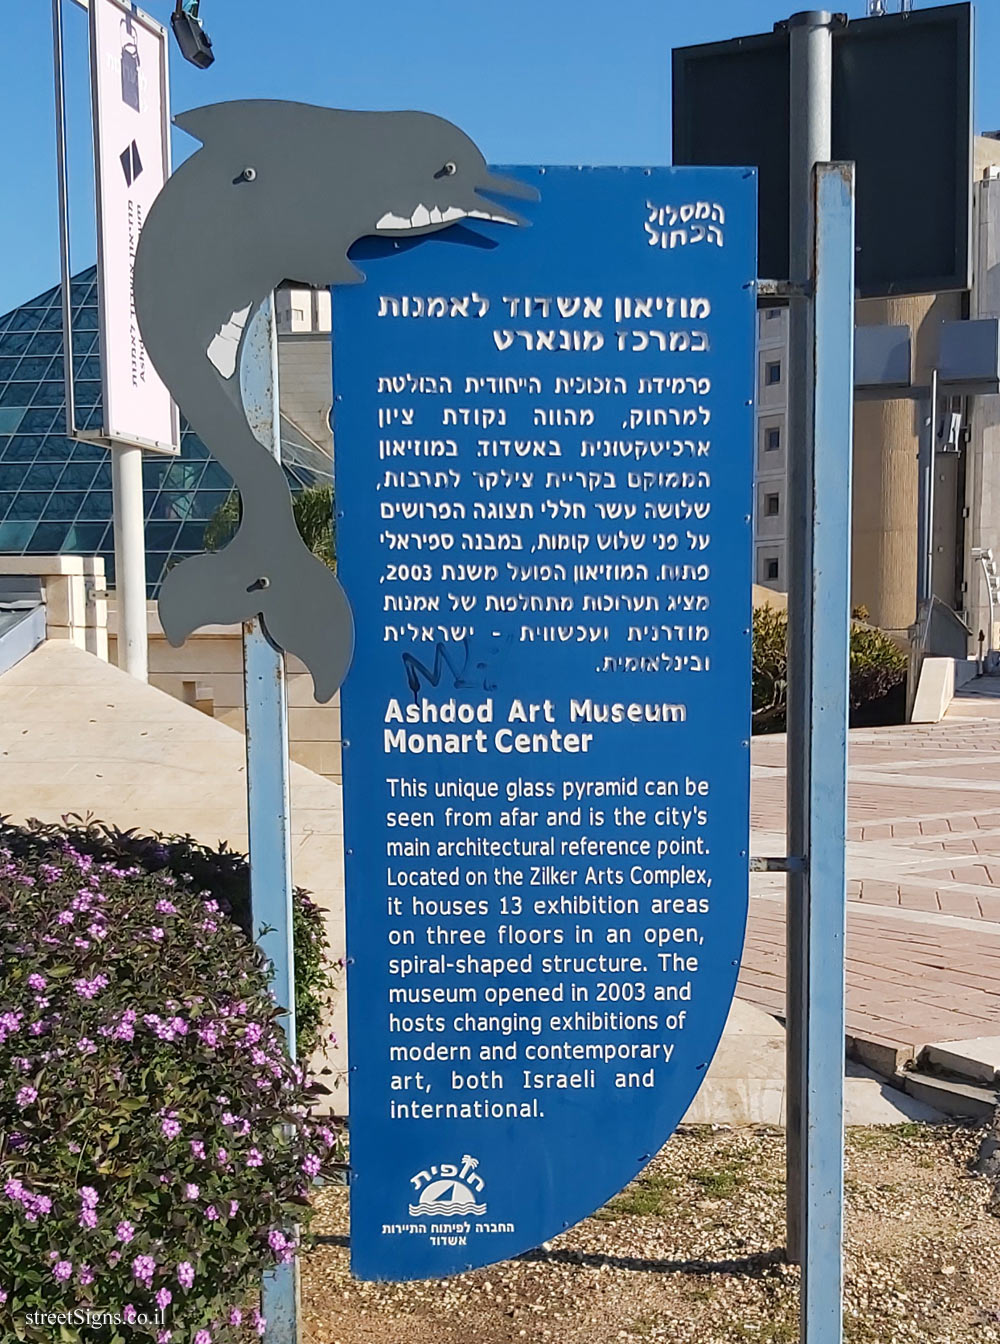 המסלול
הכחול
מוזיאון אשדוד לאמנות
במרכז מונארט
פרמידת הזכוכית הייחודית הבולטת
למרחוק, מהווה נקודת ציון
ארכיטקטונית באשדוד. במוזיאון
הממוקם בקריית צילקר לתרבות,
שלושה עשר חללי תצוגה הפרושים
על פני שלוש קומות, במבנה ספיראלי
פתוח. המוזיאון הפועל משנת 2003,
מציג תערוכות מתחלפות של אמנות
מודרנית ועכשווית - ישראלית
ובינלאומית.
Ashdod Art Museum
Monart Center
This unique glass pyramid can be
seen from afar and is the city's
main architectural reference point.
Located on the Zilker Arts Complex,
it houses 13 exhibition areas
on three floors in an open,
spiral-shaped structure. The
museum opened in 2003 and
hosts changing exhibitions of
modern and contemporary
art, both Israeli and
international.
חופית
החברה לפיתוח התיירות
אשדוד
מוזיאון אשדוד לאמנות
streetSigns.co.il